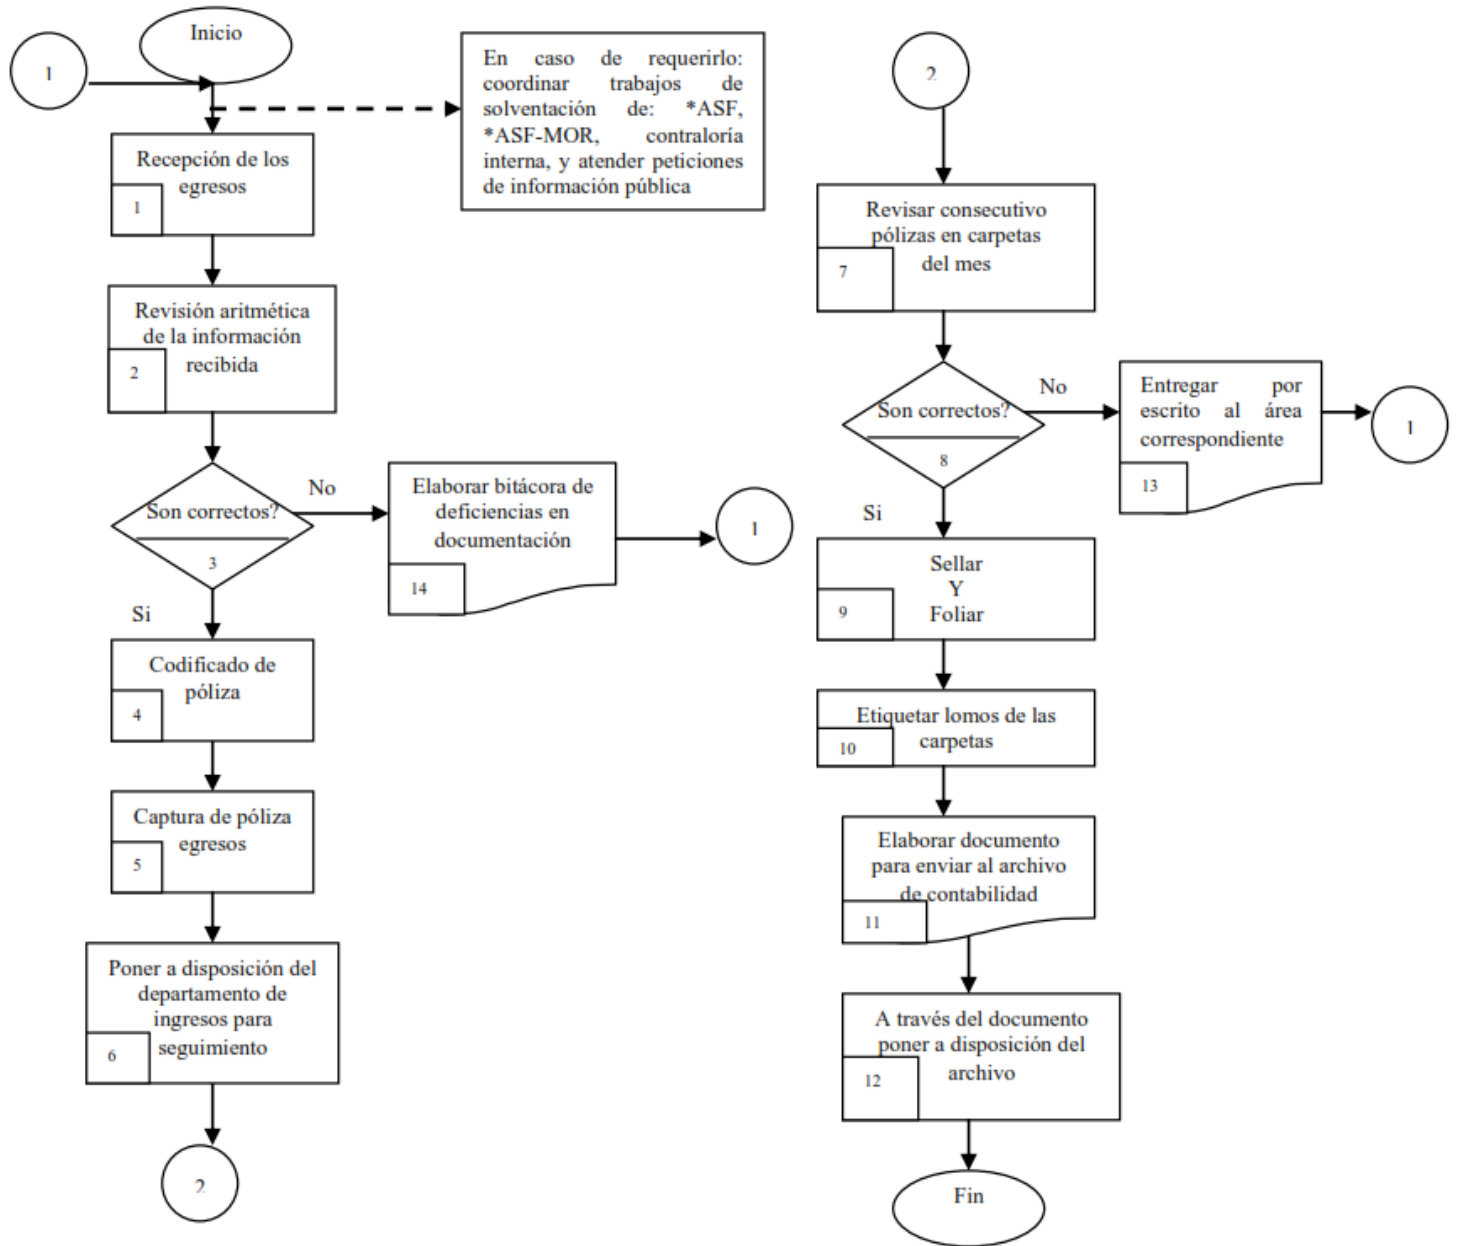 1
Inicio
En caso de requerirlo:
coordinar trabajos de
solventación de: *ASF,
*ASF-MOR, contraloría
interna, y atender peticiones
de información pública
Recepción de los
egresos
1
Revisión aritmética
de la información
recibida
2
Son correctos?
3
No
Elaborar bitácora de
deficiencias en
documentación
14
1
Si
Codificado de
póliza
4
Captura de póliza
egresos
5
Poner a disposición del
departamento de
ingresos para
seguimiento
6
2
2
Revisar consecutivo
pólizas en carpetas
del mes
7
Son correctos?
8
No
Entregar por
escrito al área
correspondiente
13
1
Si
Sellar
Y
Foliar
9
Etiquetar lomos de las
carpetas
10
Elaborar documento
para enviar al archivo
de contabilidad
11
A través del documento
poner a disposición del
archivo
12
Fin